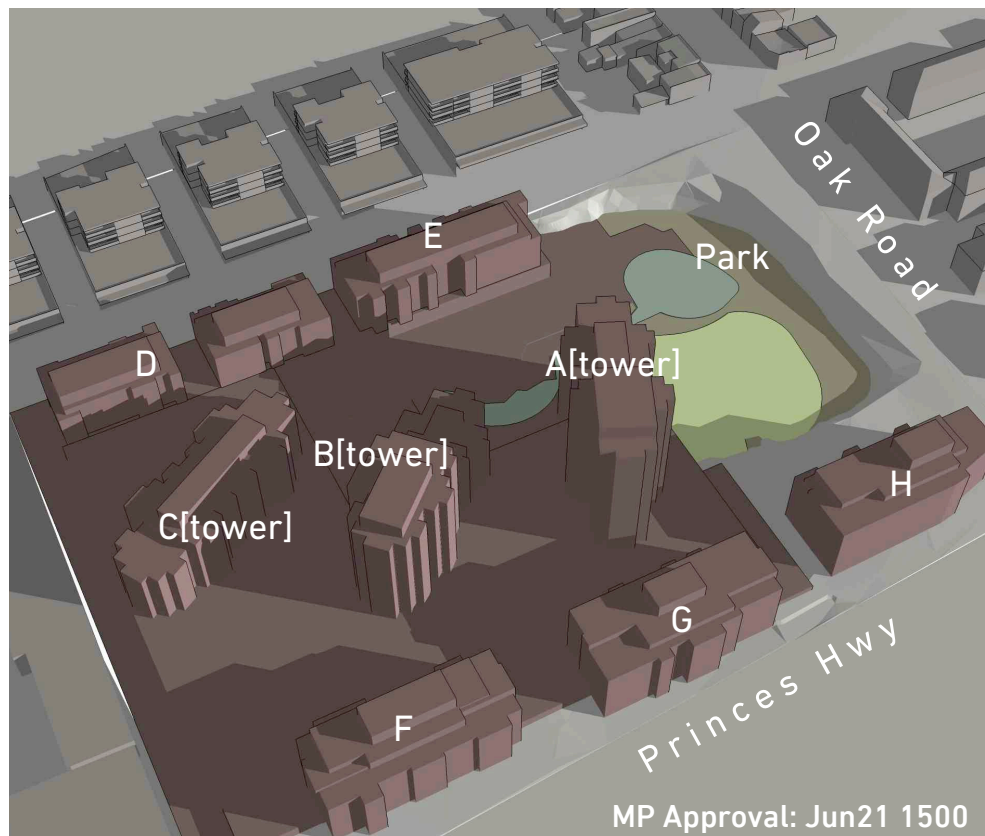 Oak Road
E
Park
D
A[tower]
B[tower]
H
C[tower]
G
F
Princes Hwy
MP Approval: Jun21 1500